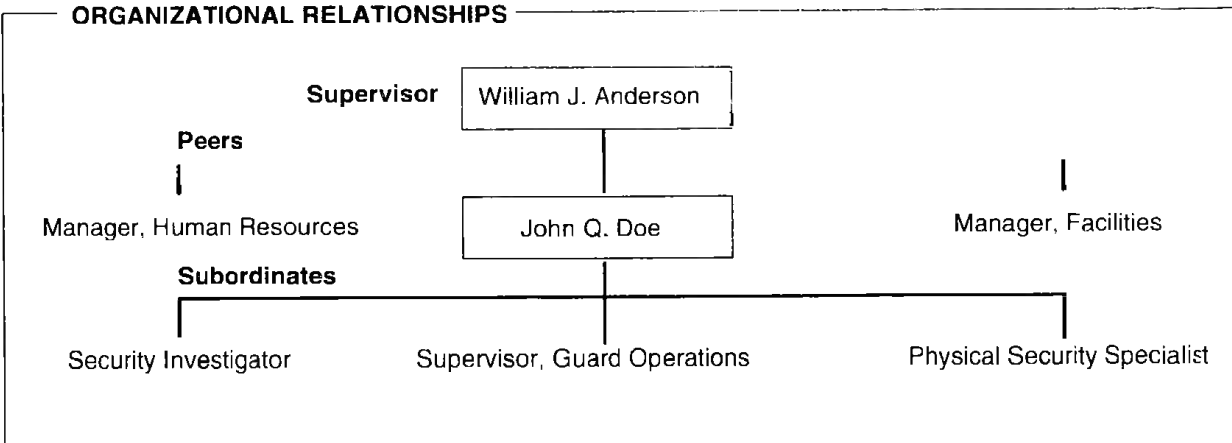 ORGANIZATIONAL RELATIONSHIPS
Supervisor William J. Anderson
Peers
Manager, Human Resources John Q. Doe Manager, Facilities
Subordinates
Security Investigator Supervisor, Guard Operations Physical Security Specialist